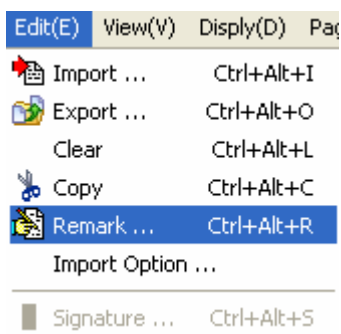 Edit(E) View(V) Disply(D) Pag
Import ... Ctrl+Alt+I
Export ... Ctrl+Alt+O
Clear Ctrl+Alt+L
Copy Ctrl+Alt+C
Remark ... Ctrl+Alt+R
Import Option ...
Signature ... Ctrl+Alt+S